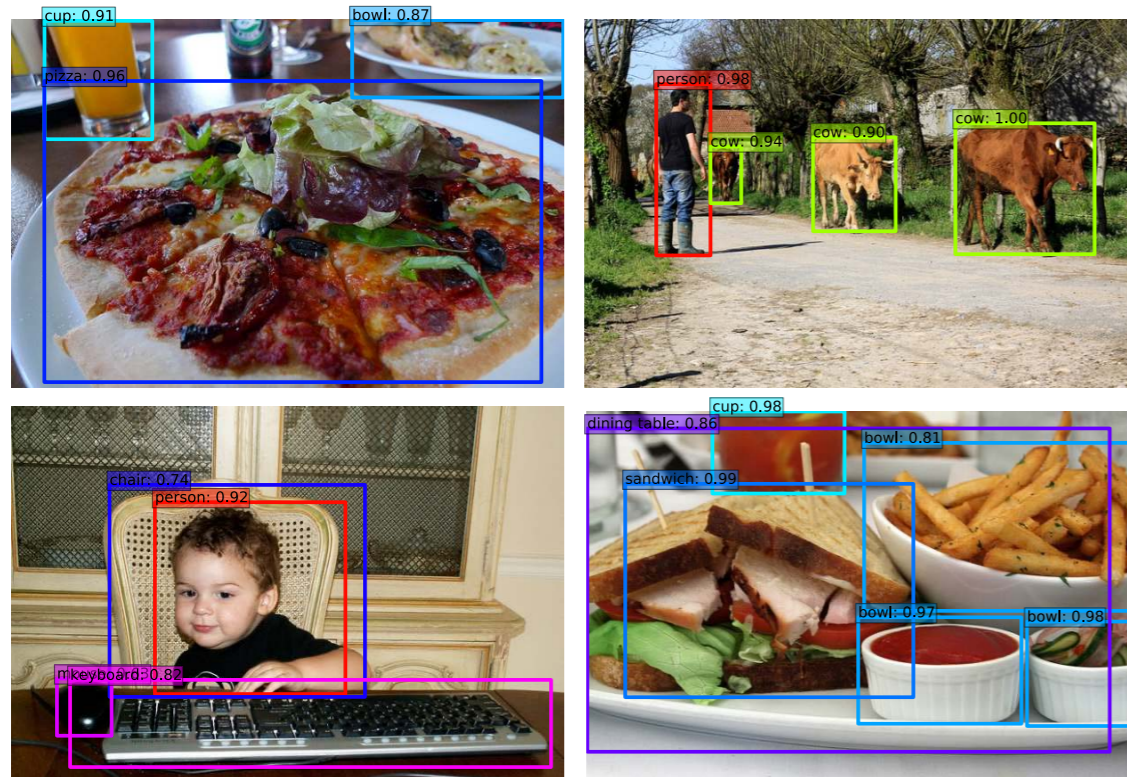 cup: 0.91
bowl: 0.87
pizza: 0.96
person: 0.98
cow: 0.94
cow: 0.90
cow: 1.00
chair: 0.74
person: 0.92
keyboard: 0.82
cup: 0.98
dining table: 0.86
bowl: 0.81
sandwich: 0.99
bowl: 0.97
bowl: 0.98